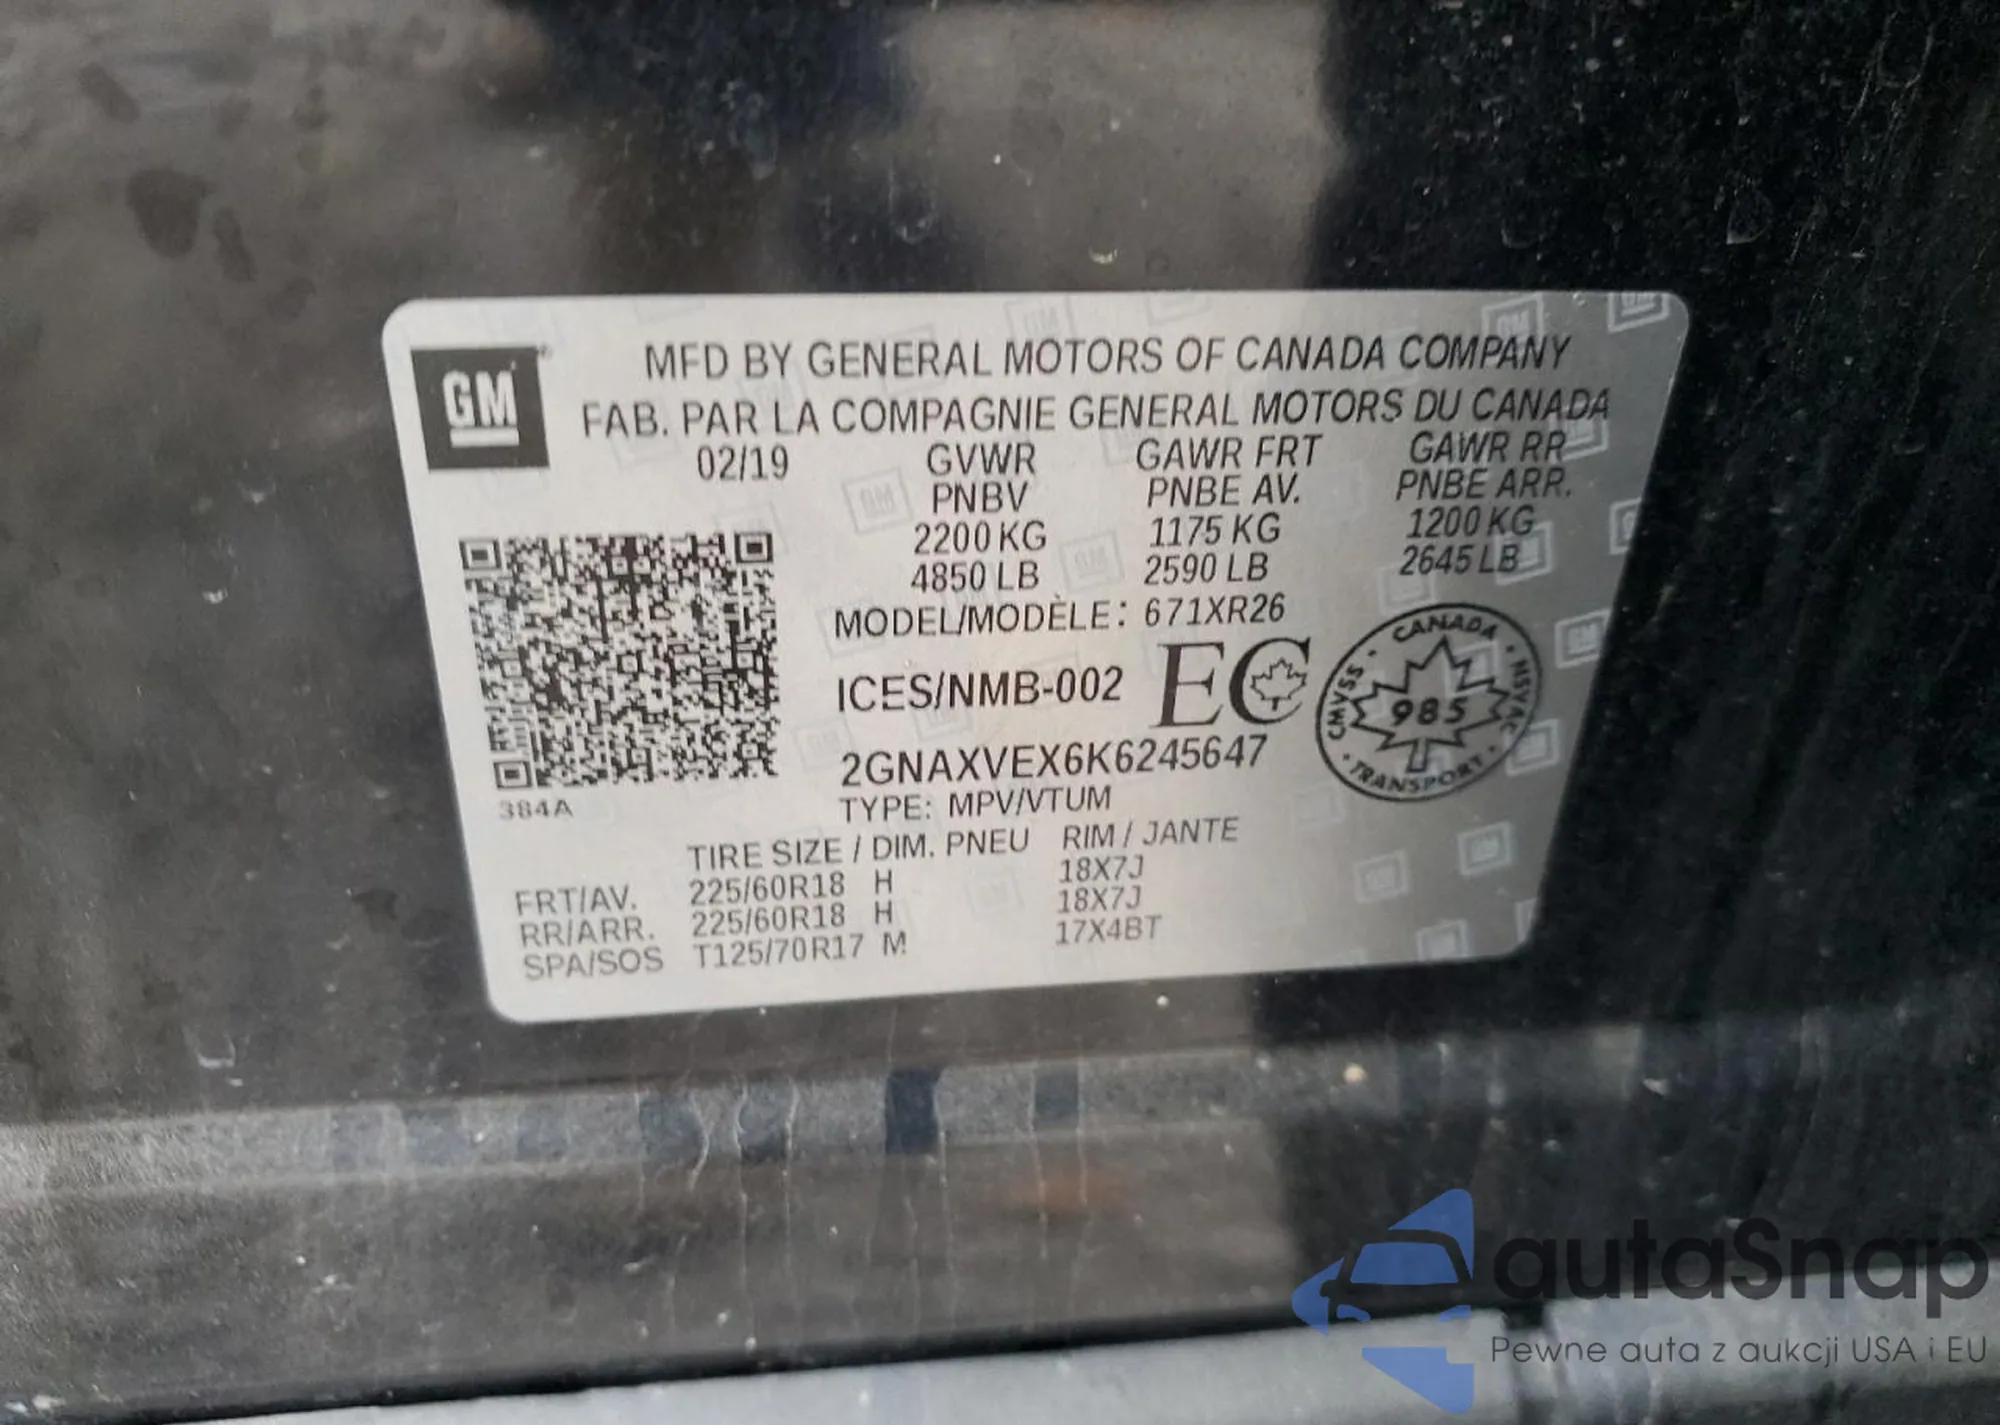 GM
MFD BY GENERAL MOTORS OF CANADA COMPANY
FAB. PAR LA COMPAGNIE GENERAL MOTORS DU CANADA
02/19 GVWR GAWR FRT GAWR RR
PNBV PNBE AV. PNBE ARR.
2200 KG 1175 KG 1200 KG
4850 LB 2590 LB 2645 LB
MODEL/MODÈLE: 671XR26
ICES/NMB-002 EC
CANADA
CMVSS · NSVAC
985
TRANSPORT
2GNAXVEX6K6245647
384A
TYPE: MPV/VTUM
TIRE SIZE / DIM. PNEU RIM / JANTE
FRT/AV. 225/60R18 H 18X7J
RR/ARR. 225/60R18 H 18X7J
SPA/SOS T125/70R17 M 17X4BT
autaSnap
Pewne auta z aukcji USA i EU